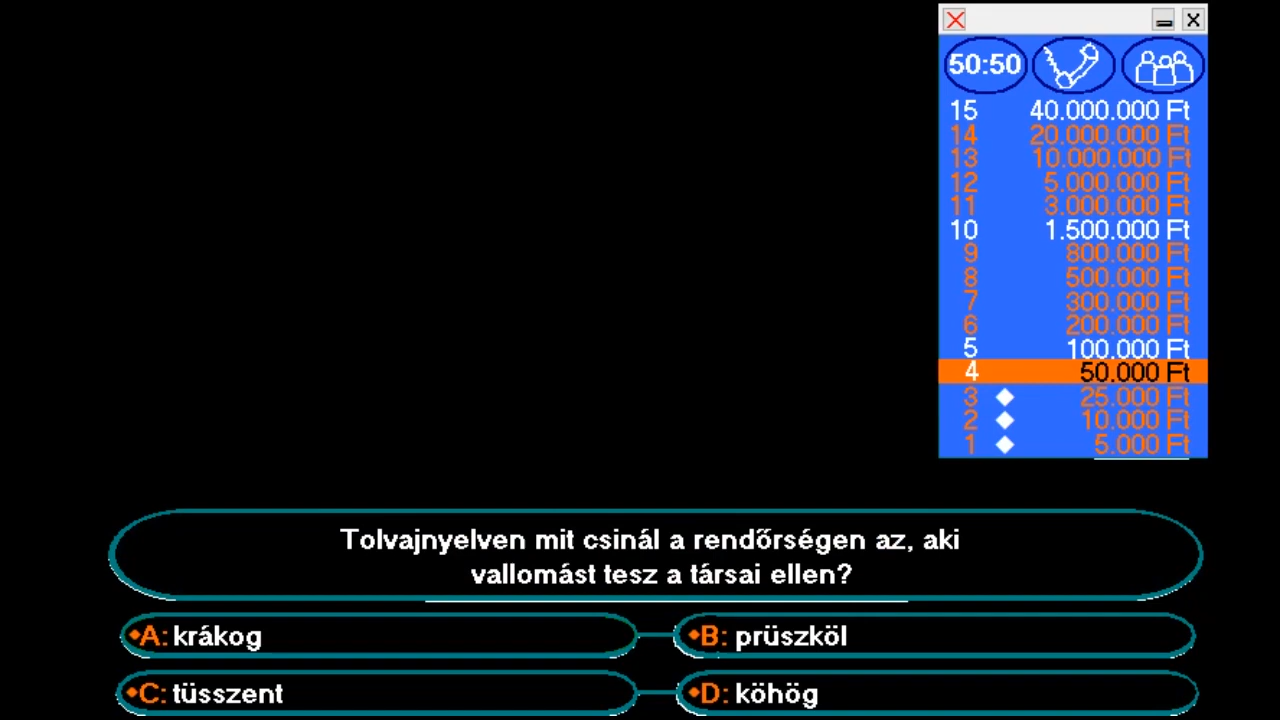 50:50
15 40.000.000 Ft
14 20.000.000 Ft
13 10.000.000 Ft
12 5.000.000 Ft
11 3.000.000 Ft
10 1.500.000 Ft
9 800.000 Ft
8 500.000 Ft
7 300.000 Ft
6 200.000 Ft
5 100.000 Ft
4 50.000 Ft
3 25.000 Ft
2 10.000 Ft
1 5.000 Ft
Tolvajnyelven mit csinál a rendőrségen az, aki
vallomást tesz a társai ellen?
A: krákog
B: prüszköl
C: tüsszent
D: köhög